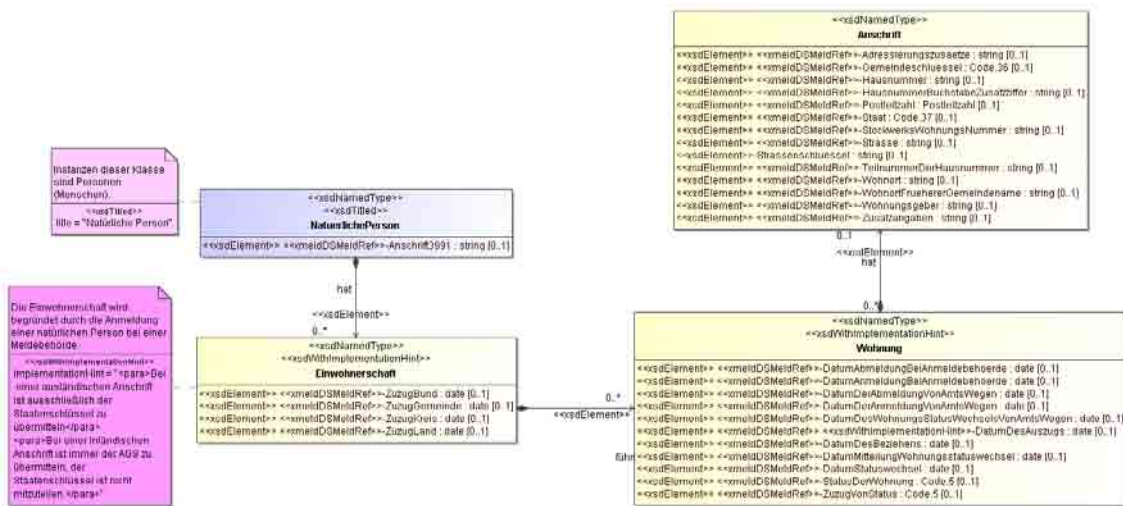 <<xsdNamedType>>
Anschrift
<<xsdElement>> <<xmeldDSMeldRef>>-Adressierungszusaetze : string [0..1]
<<xsdElement>> <<xmeldDSMeldRef>>-Gemeindeschluessel : Code.36 [0..1]
<<xsdElement>> <<xmeldDSMeldRef>>-Hausnummer : string [0..1]
<<xsdElement>> <<xmeldDSMeldRef>>-HausnummerBuchstabeZusatzziffer : string [0..1]
<<xsdElement>> <<xmeldDSMeldRef>>-Postleitzahl : Postleitzahl [0..1]
<<xsdElement>> <<xmeldDSMeldRef>>-Staat : Code.37 [0..1]
<<xsdElement>> <<xmeldDSMeldRef>>-StockwerksWohnungsNummer : string [0..1]
<<xsdElement>> <<xmeldDSMeldRef>>-Strasse : string [0..1]
<<xsdElement>>-Strassenschluessel : string [0..1]
<<xsdElement>> <<xmeldDSMeldRef>>-TeilnummerDerHausnummer : string [0..1]
<<xsdElement>> <<xmeldDSMeldRef>>-Wohnort : string [0..1]
<<xsdElement>> <<xmeldDSMeldRef>>-WohnortFruehererGemeindename : string [0..1]
<<xsdElement>> <<xmeldDSMeldRef>>-Wohnungsgeber : string [0..1]
<<xsdElement>> <<xmeldDSMeldRef>>-Zusatzangaben : string [0..1]
Instanzen dieser Klasse
sind Personen
(Menschen).
<<xsdTitled>>
title = "Natürliche Person"
<<xsdNamedType>>
<<xsdTitled>>
NatuerlichePerson
<<xsdElement>> <<xmeldDSMeldRef>>-Anschrift3991 : string [0..1]
0..1
<<xsdElement>>
hat
0..*
hat
<<xsdElement>>
0..*
Die Einwohnerschaft wird
begründet durch die Anmeldung
einer natürlichen Person bei einer
Meldebehörde.
<<xsdWithImplementationHint>>
implementationHint = "<para>Bei
einer ausländischen Anschrift
ist ausschließlich der
Staatenschlüssel zu
übermitteln</para>
<para>Bei einer inländischen
Anschrift ist immer der AGS zu
übermitteln, der
Staatenschlüssel ist nicht
mitzuteilen.</para>"
<<xsdNamedType>>
<<xsdWithImplementationHint>>
Einwohnerschaft
<<xsdElement>> <<xmeldDSMeldRef>>-ZuzugBund : date [0..1]
<<xsdElement>> <<xmeldDSMeldRef>>-ZuzugGemeinde : date [0..1]
<<xsdElement>> <<xmeldDSMeldRef>>-ZuzugKreis : date [0..1]
<<xsdElement>> <<xmeldDSMeldRef>>-ZuzugLand : date [0..1]
0..*
<<xsdElement>>
führ
<<xsdNamedType>>
<<xsdWithImplementationHint>>
Wohnung
<<xsdElement>> <<xmeldDSMeldRef>>-DatumAbmeldungBeiAnmeldebehoerde : date [0..1]
<<xsdElement>> <<xmeldDSMeldRef>>-DatumAnmeldungBeiAnmeldebehoerde : date [0..1]
<<xsdElement>> <<xmeldDSMeldRef>>-DatumDerAbmeldungVonAmtsWegen : date [0..1]
<<xsdElement>> <<xmeldDSMeldRef>>-DatumDerAnmeldungVonAmtsWegen : date [0..1]
<<xsdElement>> <<xmeldDSMeldRef>>-DatumDesWohnungsStatusWechselsVonAmtsWegen : date [0..1]
<<xsdElement>> <<xmeldDSMeldRef>> <<xsdWithImplementationHint>>-DatumDesAuszugs : date [0..1]
<<xsdElement>> <<xmeldDSMeldRef>>-DatumDesBeziehens : date [0..1]
<<xsdElement>> <<xmeldDSMeldRef>>-DatumMitteilungWohnungsstatuswechsel : date [0..1]
<<xsdElement>> <<xmeldDSMeldRef>>-DatumStatuswechsel : date [0..1]
<<xsdElement>> <<xmeldDSMeldRef>>-StatusDerWohnung : Code.5 [0..1]
<<xsdElement>> <<xmeldDSMeldRef>>-ZuzugVonStatus : Code.5 [0..1]